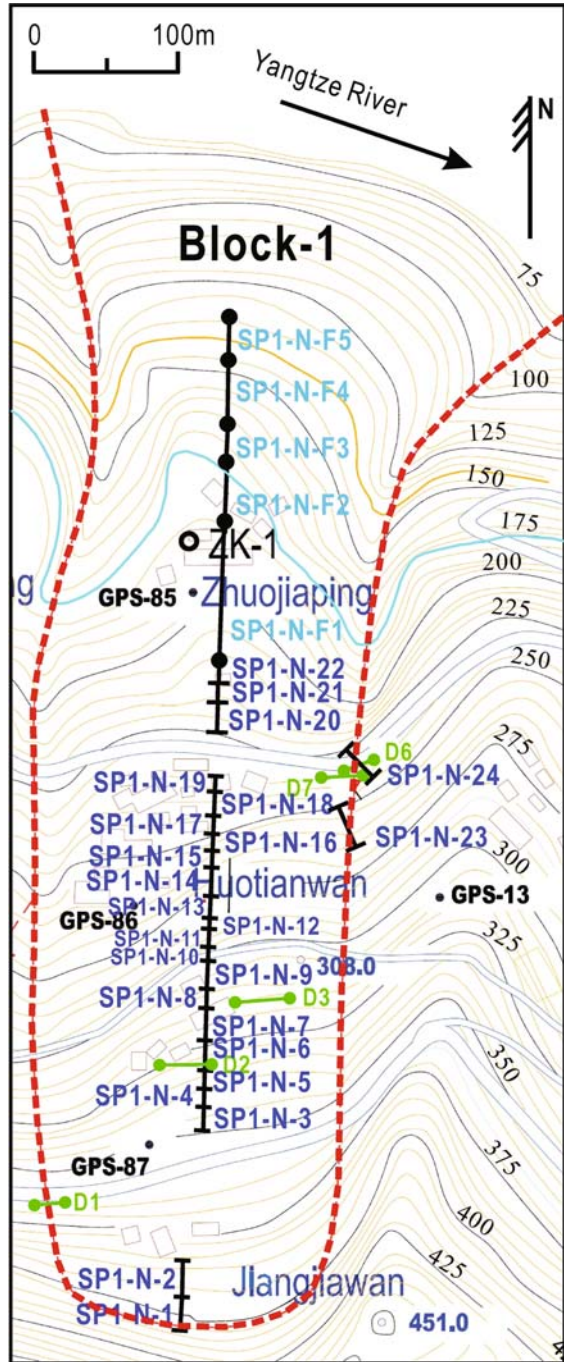 0 100m
Yangtze River
N
Block-1
75
SP1-N-F5
100
SP1-N-F4
125
SP1-N-F3
150
SP1-N-F2
175
ZK-1
200
GPS-85 Zhuojiaping
225
SP1-N-F1
250
SP1-N-22
SP1-N-21
SP1-N-20
275
D6
SP1-N-19 D7 SP1-N-24
SP1-N-18
SP1-N-17
SP1-N-16 SP1-N-23
SP1-N-15
300
SP1-N-14 uotianwan
GPS-13
SP1-N-13
GPS-86
SP1-N-12
325
SP1-N-11
SP1-N-10
SP1-N-9 308.0
SP1-N-8 D3
SP1-N-7
350
SP1-N-6
D2
SP1-N-5
SP1-N-4
SP1-N-3
375
GPS-87
D1
400
425
SP1-N-2 Jiangjiawan
SP1-N-1
451.0